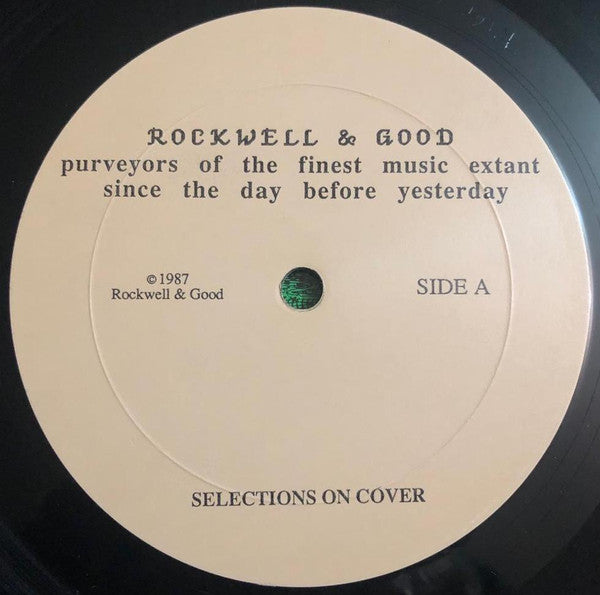 ROCKWELL & GOOD
purveyors of the finest music extant
since the day before yesterday
©1987
Rockwell & Good
SIDE A
SELECTIONS ON COVER